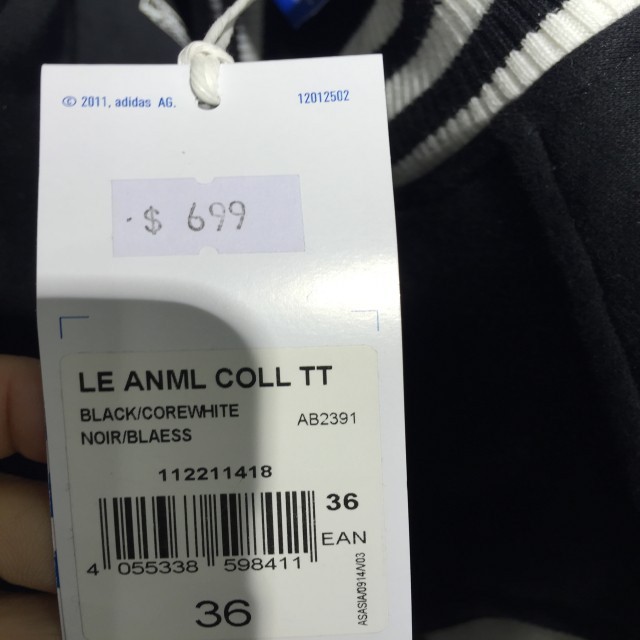 © 2011, adidas AG.
12012502
$ 699
LE ANML COLL TT
BLACK/COREWHITE
AB2391
NOIR/BLAESS
112211418
36
EAN
4 055338 598411
36
ASASIA/0914/V03